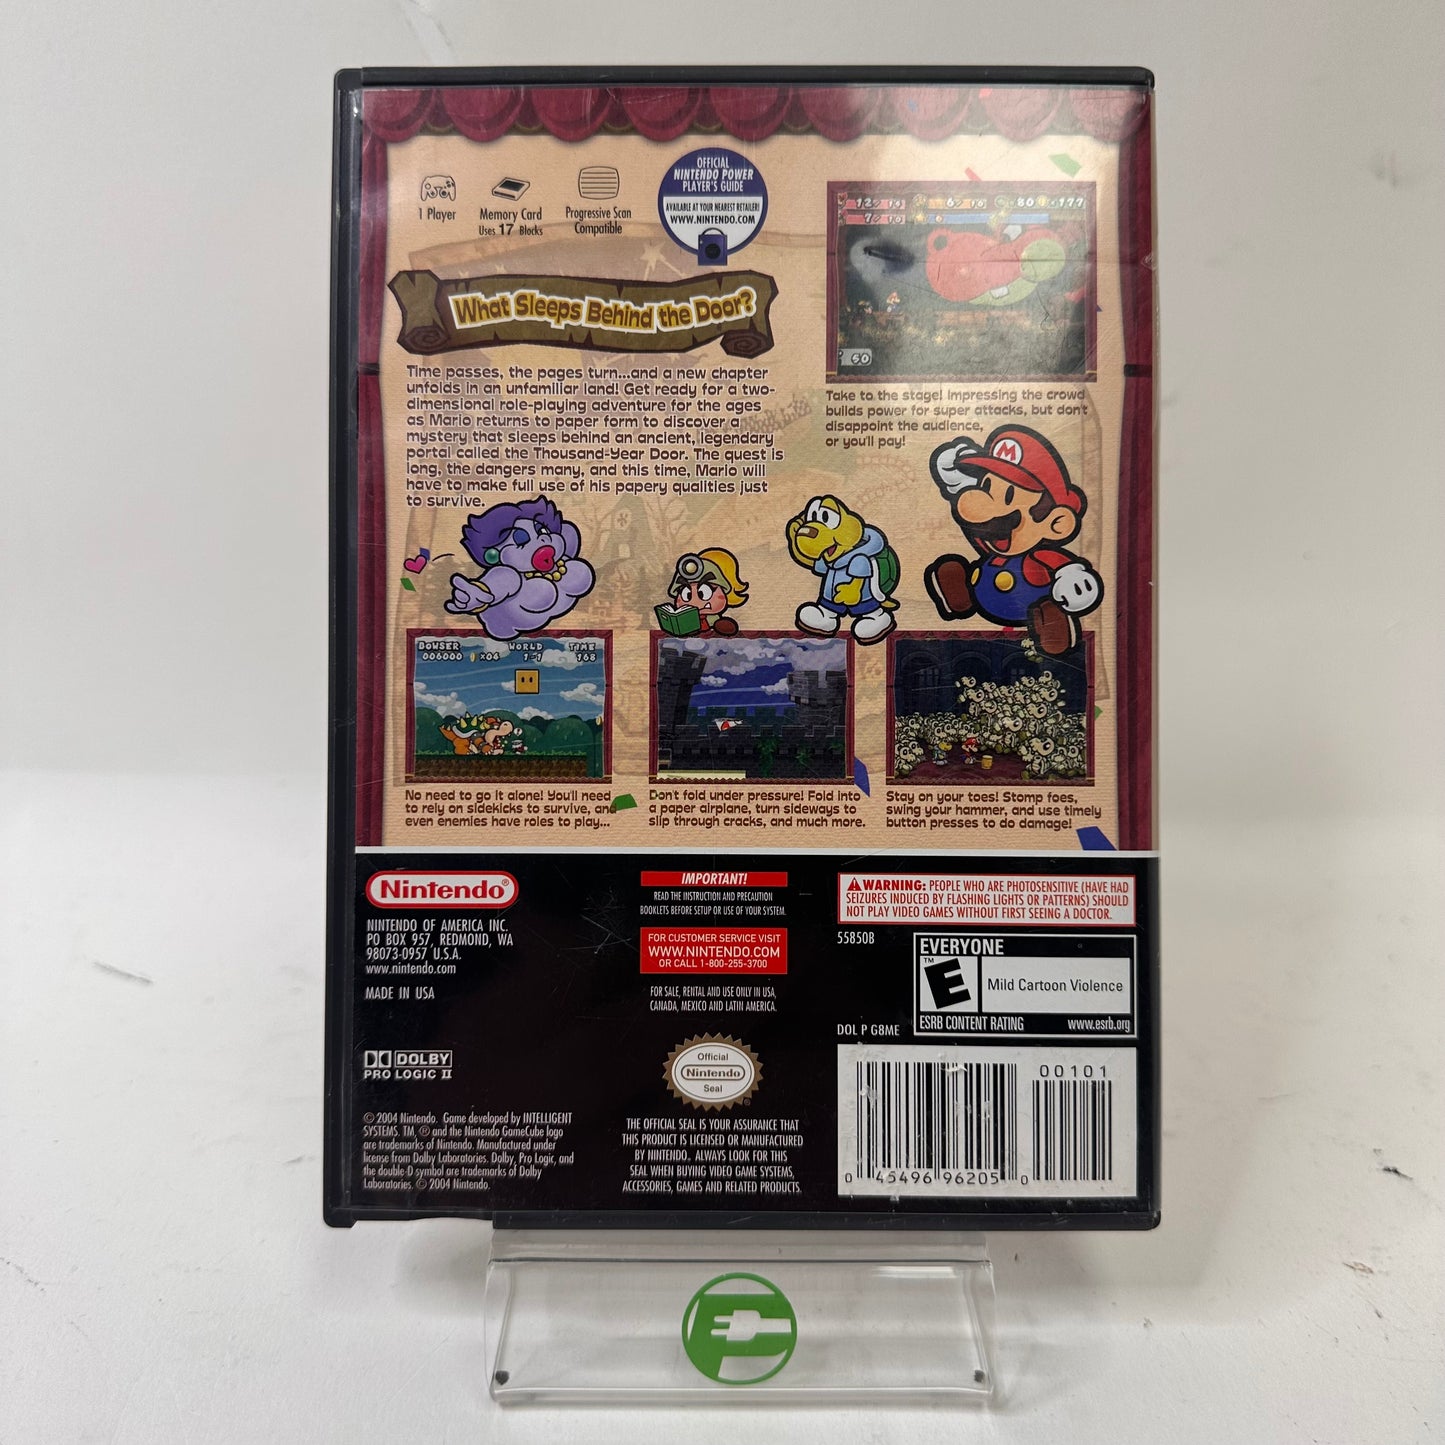 1 Player
Memory Card
Uses 17 Blocks
Progressive Scan
Compatible
OFFICIAL
NINTENDO POWER
PLAYER'S GUIDE
AVAILABLE AT YOUR NEAREST RETAILER!
WWW.NINTENDO.COM
What Sleeps Behind the Door?
Time passes, the pages turn...and a new chapter
unfolds in an unfamiliar land! Get ready for a two-
dimensional role-playing adventure for the ages
as Mario returns to paper form to discover a
mystery that sleeps behind an ancient, legendary
portal called the Thousand-Year Door. The quest is
long, the dangers many, and this time, Mario will
have to make full use of his papery qualities just
to survive.
50
Take to the stage! Impressing the crowd
builds power for super attacks, but don't
disappoint the audience,
or you'll pay!
M
BOWSER WORLD TIME
006000 ×06 1-1 168
No need to go it alone! You'll need
to rely on sidekicks to survive, and
even enemies have roles to play...
Don't fold under pressure! Fold into
a paper airplane, turn sideways to
slip through cracks, and much more.
Stay on your toes! Stomp foes,
swing your hammer, and use timely
button presses to do damage!
Nintendo®
NINTENDO OF AMERICA INC.
PO BOX 957, REDMOND, WA
98073-0957 U.S.A.
www.nintendo.com
MADE IN USA
DOLBY
PRO LOGIC II
© 2004 Nintendo. Game developed by INTELLIGENT
SYSTEMS. TM, ® and the Nintendo GameCube logo
are trademarks of Nintendo. Manufactured under
license from Dolby Laboratories. Dolby, Pro Logic, and
the double-D symbol are trademarks of Dolby
Laboratories. © 2004 Nintendo.
IMPORTANT!
READ THE INSTRUCTION AND PRECAUTION
BOOKLETS BEFORE SETUP OR USE OF YOUR SYSTEM.
FOR CUSTOMER SERVICE VISIT
WWW.NINTENDO.COM
OR CALL 1-800-255-3700
FOR SALE, RENTAL AND USE ONLY IN USA,
CANADA, MEXICO AND LATIN AMERICA.
Official
Nintendo
Seal
THE OFFICIAL SEAL IS YOUR ASSURANCE THAT
THIS PRODUCT IS LICENSED OR MANUFACTURED
BY NINTENDO. ALWAYS LOOK FOR THIS
SEAL WHEN BUYING VIDEO GAME SYSTEMS,
ACCESSORIES, GAMES AND RELATED PRODUCTS.
WARNING: PEOPLE WHO ARE PHOTOSENSITIVE (HAVE HAD
SEIZURES INDUCED BY FLASHING LIGHTS OR PATTERNS) SHOULD
NOT PLAY VIDEO GAMES WITHOUT FIRST SEEING A DOCTOR.
55850B
EVERYONE
TM
E
Mild Cartoon Violence
ESRB CONTENT RATING www.esrb.org
DOL P G8ME
00101
0 45496 96205 0